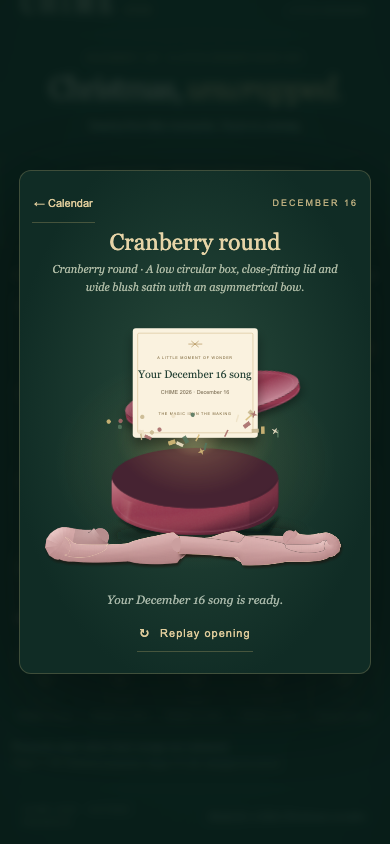 ← Calendar
DECEMBER 16
Cranberry round
Cranberry round · A low circular box, close-fitting lid and
wide blush satin with an asymmetrical bow.
A LITTLE MOMENT OF WONDER
Your December 16 song
CHIME 2026 · December 16
THE MAGIC IN THE MAKING
Your December 16 song is ready.
↻ Replay opening